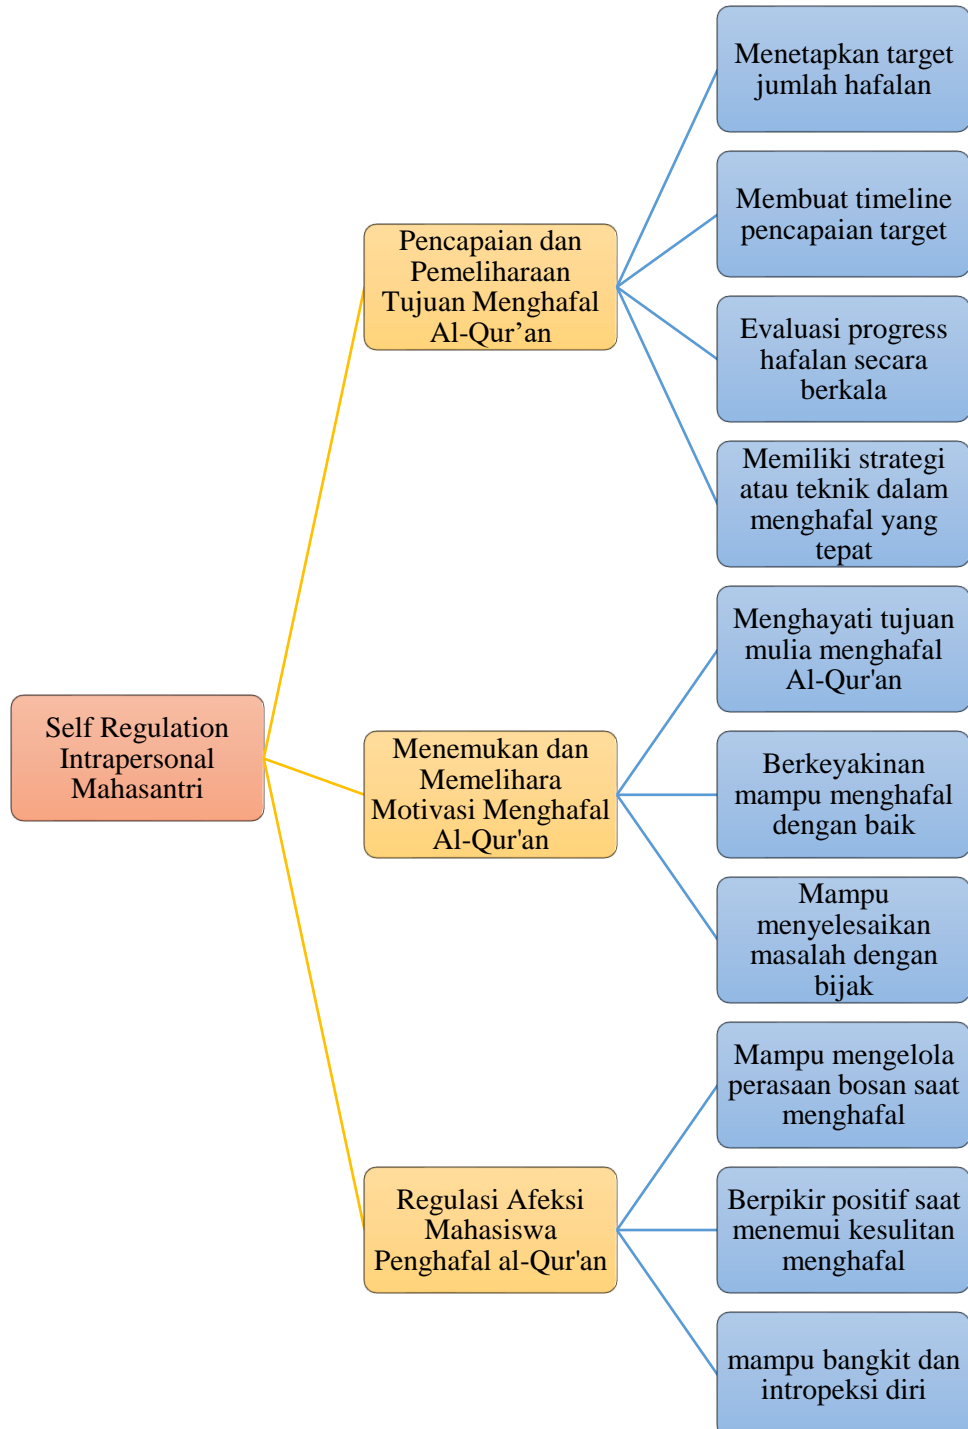 Self Regulation
Intrapersonal
Mahasantri
Pencapaian dan
Pemeliharaan
Tujuan Menghafal
Al-Qur’an
Menetapkan target
jumlah hafalan
Membuat timeline
pencapaian target
Evaluasi progress
hafalan secara
berkala
Memiliki strategi
atau teknik dalam
menghafal yang
tepat
Menemukan dan
Memelihara
Motivasi Menghafal
Al-Qur'an
Menghayati tujuan
mulia menghafal
Al-Qur'an
Berkeyakinan
mampu menghafal
dengan baik
Mampu
menyelesaikan
masalah dengan
bijak
Regulasi Afeksi
Mahasiswa
Penghafal al-Qur'an
Mampu mengelola
perasaan bosan saat
menghafal
Berpikir positif saat
menemui kesulitan
menghafal
mampu bangkit dan
intropeksi diri